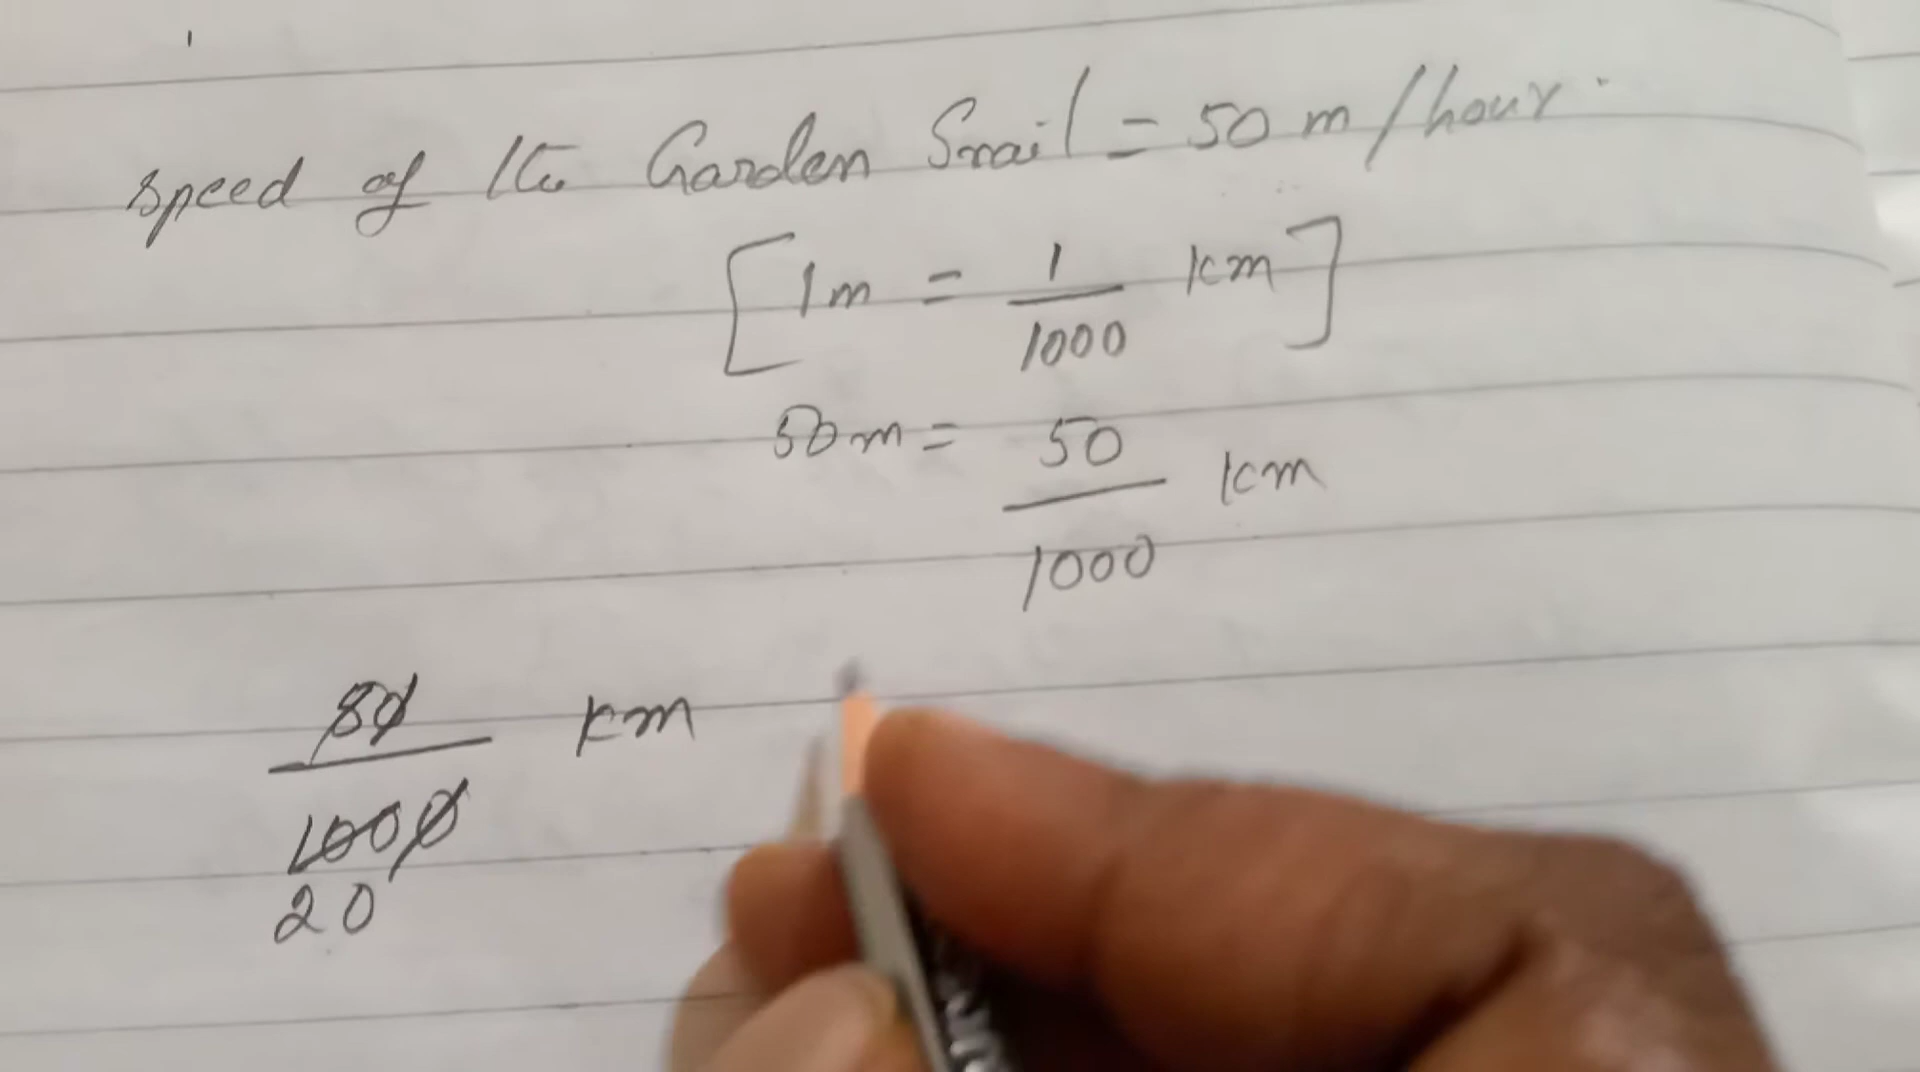 Speed of the Garden Snail = 50 m/hour.
[1m = 1/1000 km]
50m = 50/1000 km
50/1000 km
20